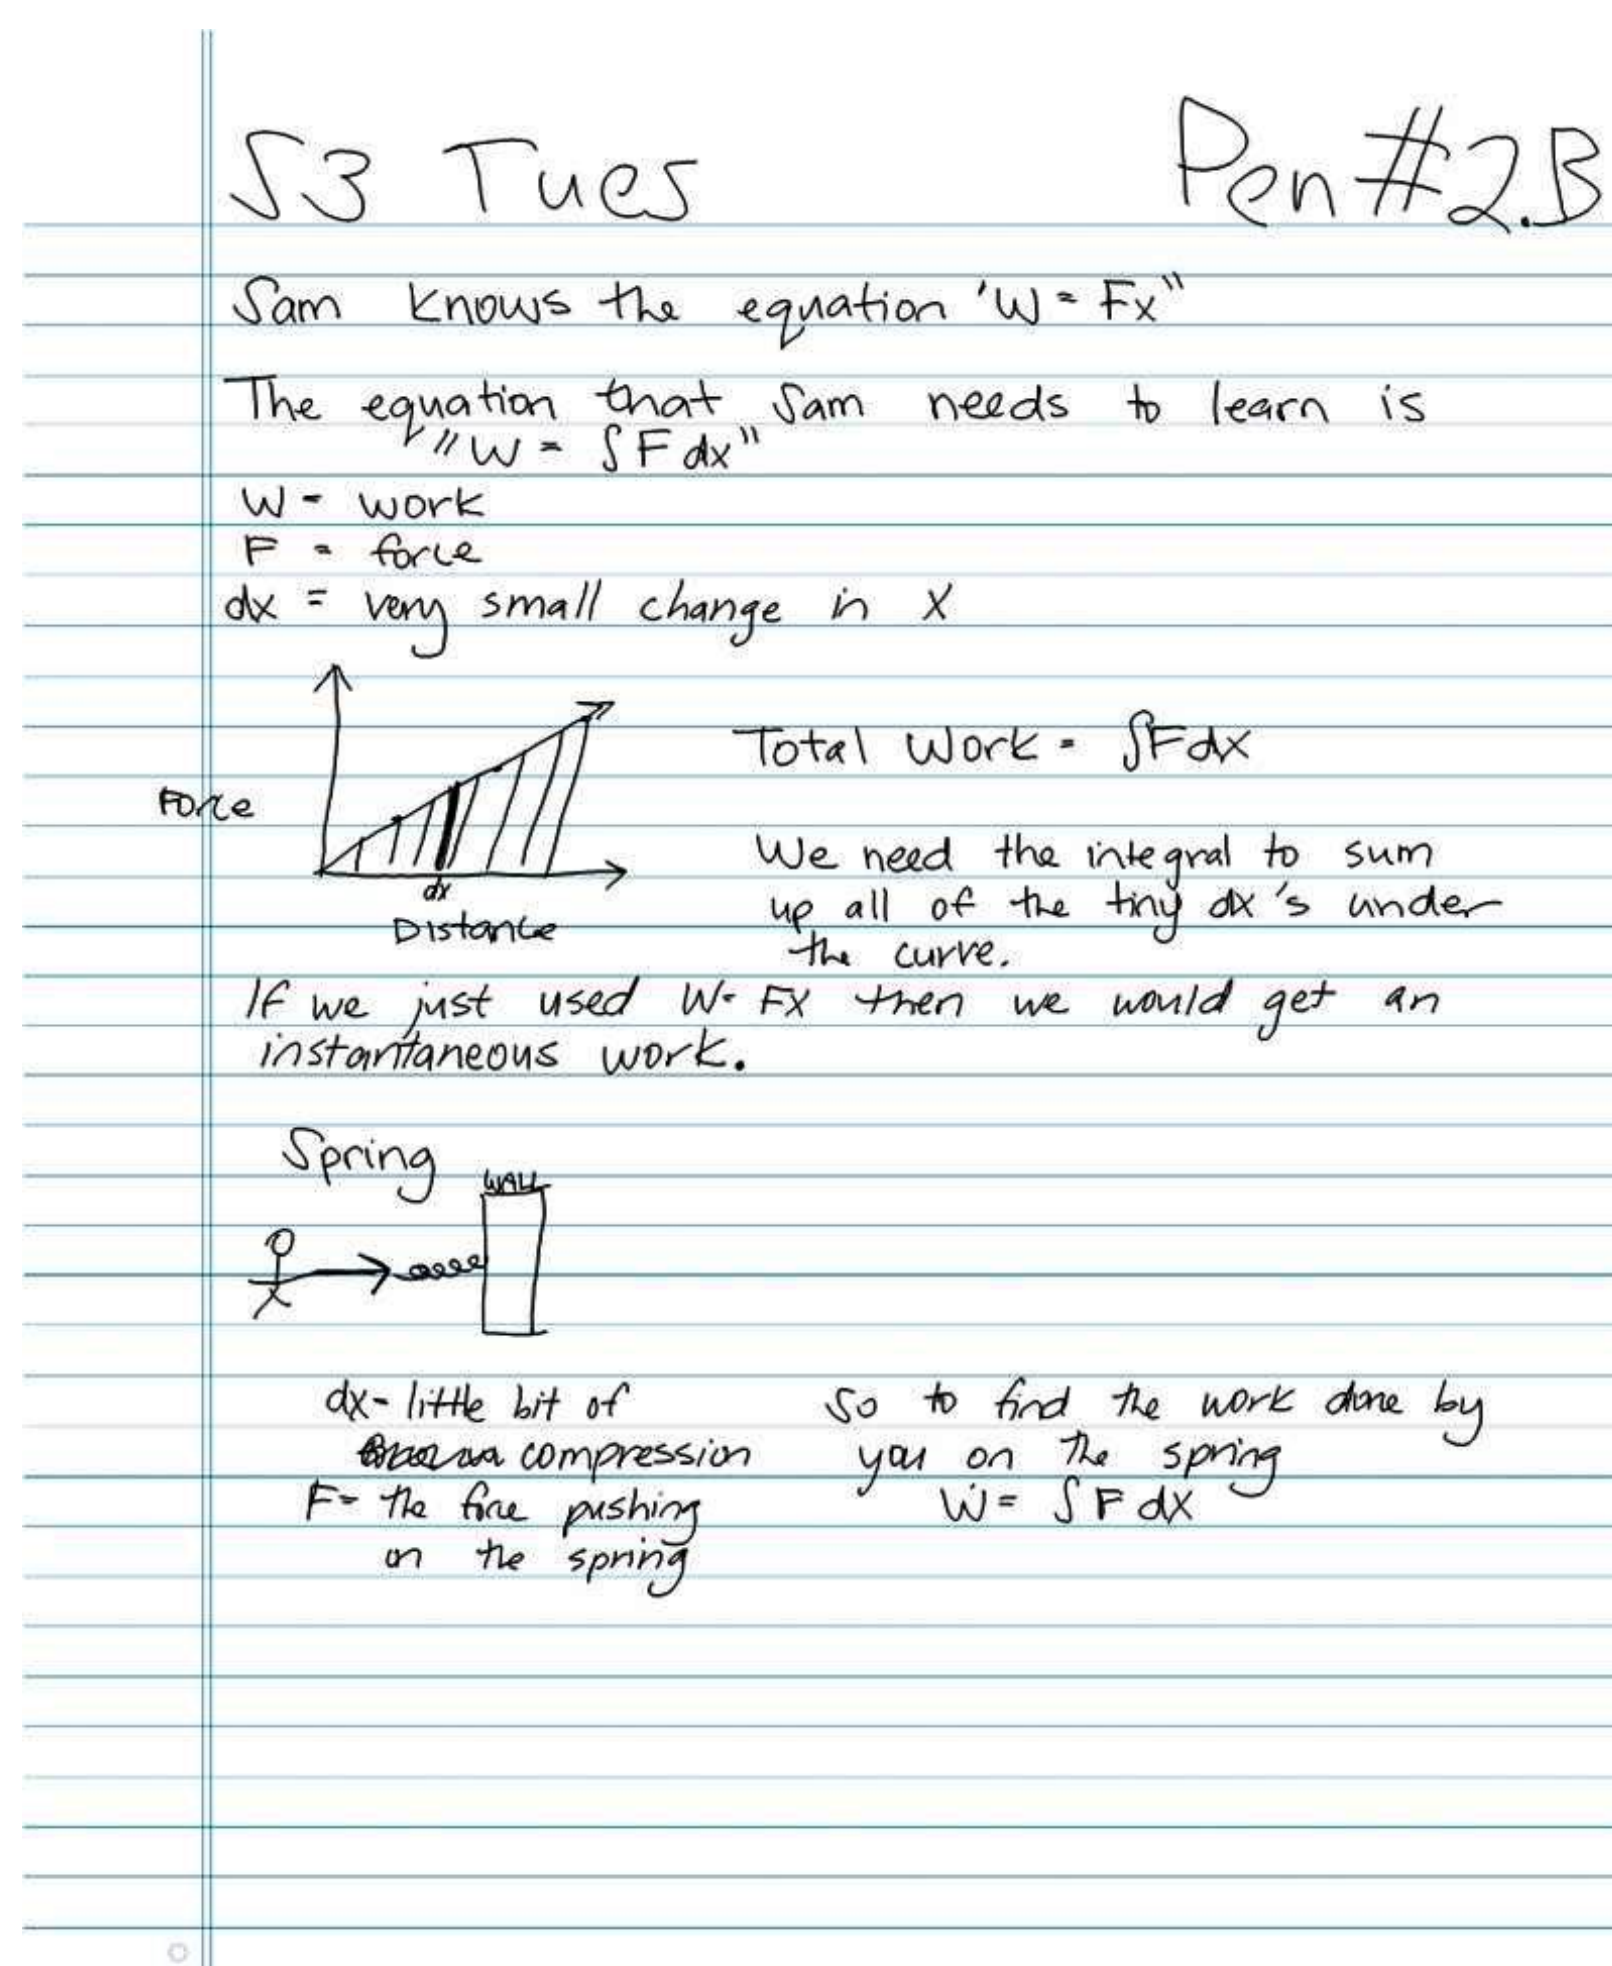 S3 Tues Pen#2.B
Sam knows the equation 'W = Fx"
The equation that Sam needs to learn is
"W = ∫F dx"
W - work
F = force
dx = very small change in x
Force
dx
Distance
Total Work = ∫Fdx
We need the integral to sum
up all of the tiny dx's under
the curve.
If we just used W= FX then we would get an
instantaneous work.
Spring
WALL
dx- little bit of
compression
F= the force pushing
on the spring
So to find the work done by
you on the spring
W = ∫ F dx